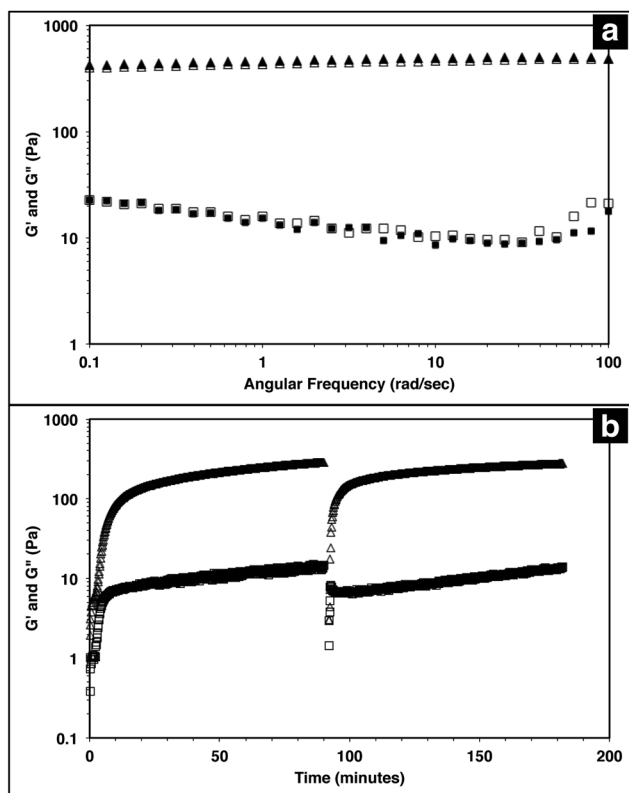 a
1000
100
10
1
G' and G" (Pa)
0.1 1 10 100
Angular Frequency (rad/sec)
b
1000
100
10
1
0.1
G' and G" (Pa)
0 50 100 150 200
Time (minutes)